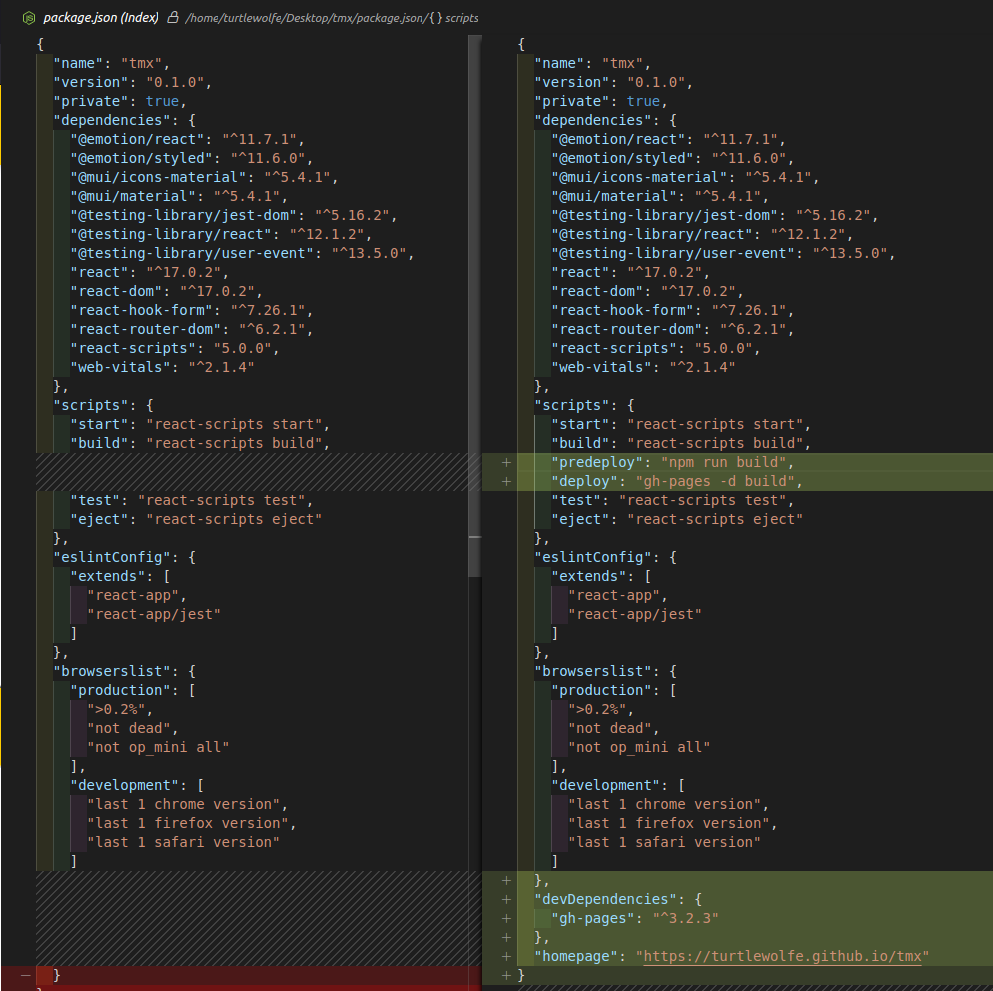 package.json (Index) /home/turtlewolfe/Desktop/tmx/package.json/{ } scripts
{
"name": "tmx",
"version": "0.1.0",
"private": true,
"dependencies": {
"@emotion/react": "^11.7.1",
"@emotion/styled": "^11.6.0",
"@mui/icons-material": "^5.4.1",
"@mui/material": "^5.4.1",
"@testing-library/jest-dom": "^5.16.2",
"@testing-library/react": "^12.1.2",
"@testing-library/user-event": "^13.5.0",
"react": "^17.0.2",
"react-dom": "^17.0.2",
"react-hook-form": "^7.26.1",
"react-router-dom": "^6.2.1",
"react-scripts": "5.0.0",
"web-vitals": "^2.1.4"
},
"scripts": {
"start": "react-scripts start",
"build": "react-scripts build",
"test": "react-scripts test",
"eject": "react-scripts eject"
},
"eslintConfig": {
"extends": [
"react-app",
"react-app/jest"
]
},
"browserslist": {
"production": [
">0.2%",
"not dead",
"not op_mini all"
],
"development": [
"last 1 chrome version",
"last 1 firefox version",
"last 1 safari version"
]
− }
{
"name": "tmx",
"version": "0.1.0",
"private": true,
"dependencies": {
"@emotion/react": "^11.7.1",
"@emotion/styled": "^11.6.0",
"@mui/icons-material": "^5.4.1",
"@mui/material": "^5.4.1",
"@testing-library/jest-dom": "^5.16.2",
"@testing-library/react": "^12.1.2",
"@testing-library/user-event": "^13.5.0",
"react": "^17.0.2",
"react-dom": "^17.0.2",
"react-hook-form": "^7.26.1",
"react-router-dom": "^6.2.1",
"react-scripts": "5.0.0",
"web-vitals": "^2.1.4"
},
"scripts": {
"start": "react-scripts start",
"build": "react-scripts build",
+ "predeploy": "npm run build",
+ "deploy": "gh-pages -d build",
"test": "react-scripts test",
"eject": "react-scripts eject"
},
"eslintConfig": {
"extends": [
"react-app",
"react-app/jest"
]
},
"browserslist": {
"production": [
">0.2%",
"not dead",
"not op_mini all"
],
"development": [
"last 1 chrome version",
"last 1 firefox version",
"last 1 safari version"
]
+ },
+ "devDependencies": {
+ "gh-pages": "^3.2.3"
+ },
+ "homepage": "https://turtlewolfe.github.io/tmx"
+ }